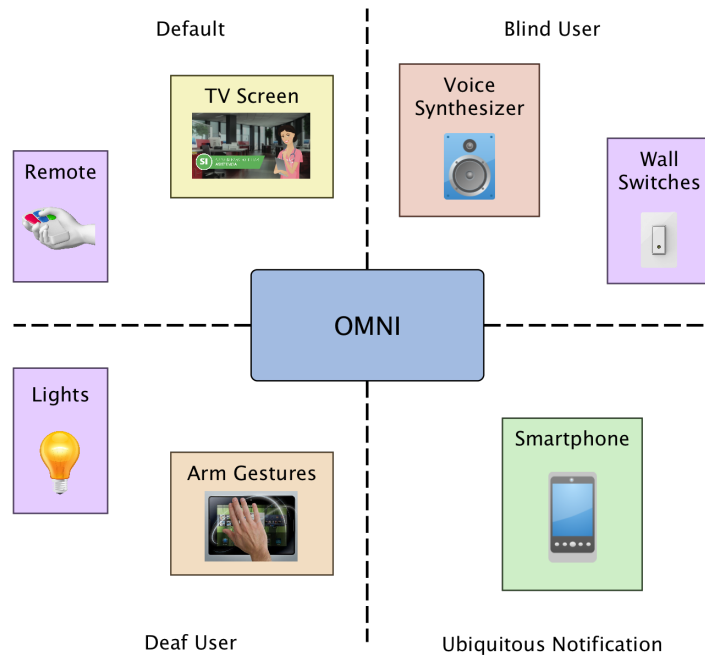 Default
Blind User
TV Screen
SI
Voice
Synthesizer
Remote
Wall
Switches
OMNI
Lights
Smartphone
Arm Gestures
Deaf User
Ubiquitous Notification